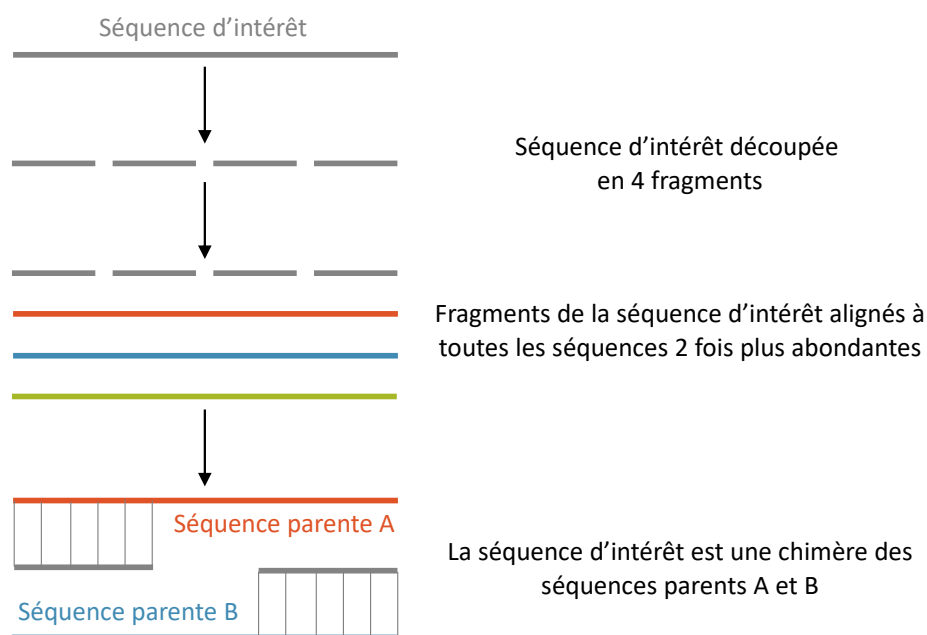 Séquence d’intérêt
Séquence d’intérêt découpée
en 4 fragments
Fragments de la séquence d’intérêt alignés à
toutes les séquences 2 fois plus abondantes
Séquence parente A
La séquence d’intérêt est une chimère des
séquences parents A et B
Séquence parente B